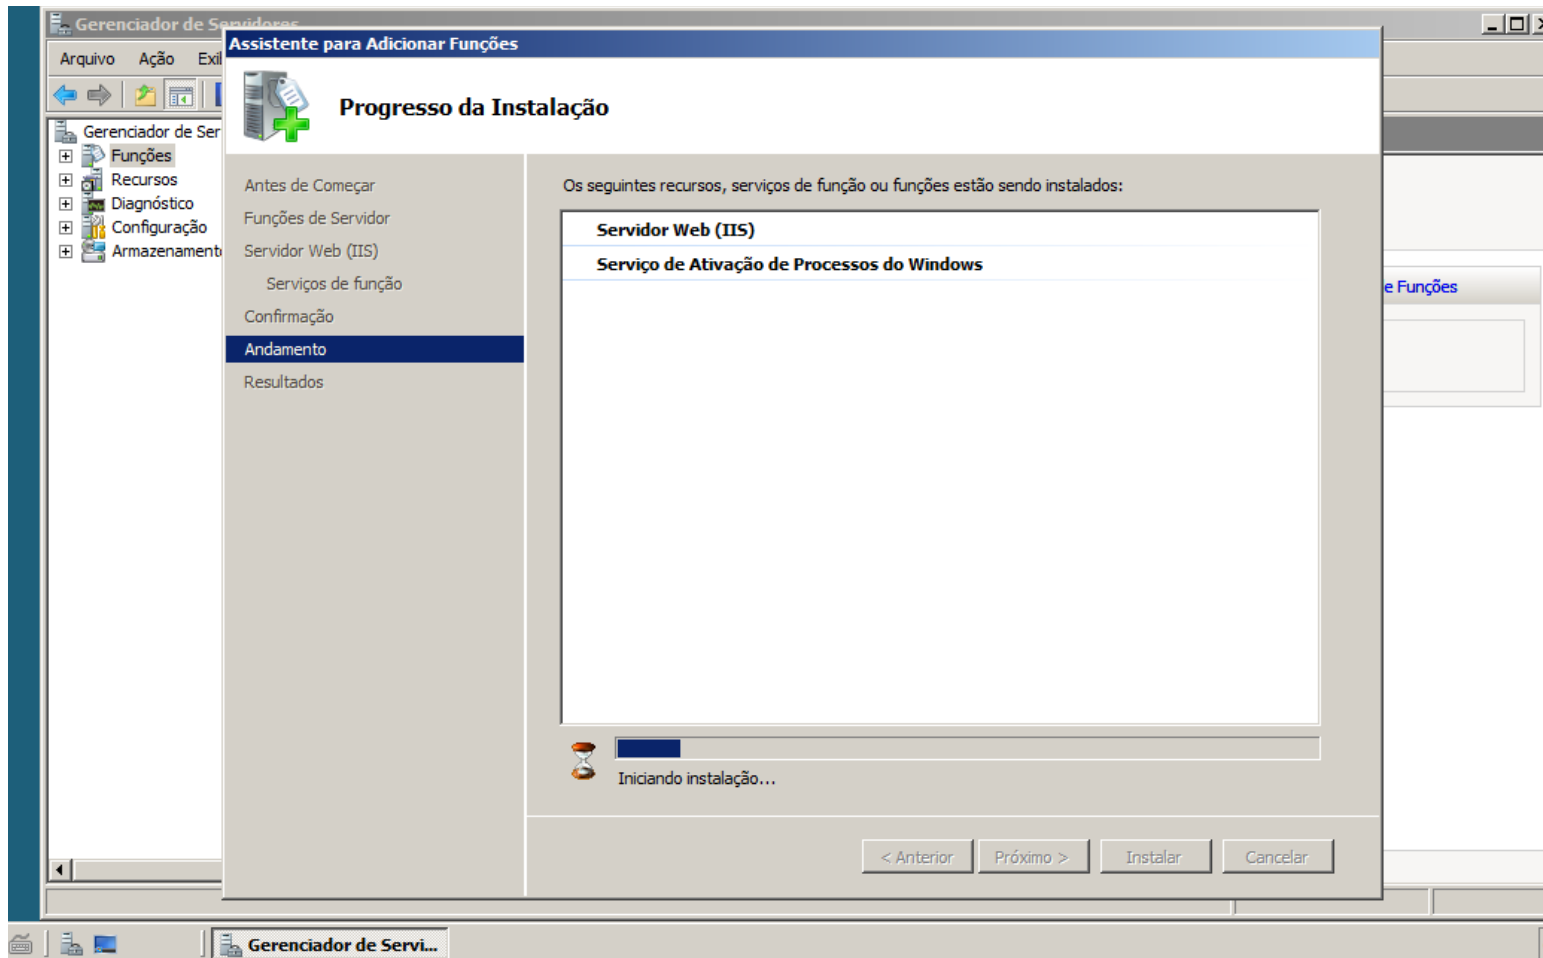 Gerenciador de Servidores
Assistente para Adicionar Funções
Arquivo Ação
Progresso da Instalação
Gerenciador de Ser
Funções
Recursos
Diagnóstico
Configuração
Armazenament
Antes de Começar
Funções de Servidor
Servidor Web (IIS)
Serviços de função
Confirmação
Andamento
Resultados
Os seguintes recursos, serviços de função ou funções estão sendo instalados:
Servidor Web (IIS)
Serviço de Ativação de Processos do Windows
e Funções
Iniciando instalação...
< Anterior
Próximo >
Instalar
Cancelar
Gerenciador de Servi...